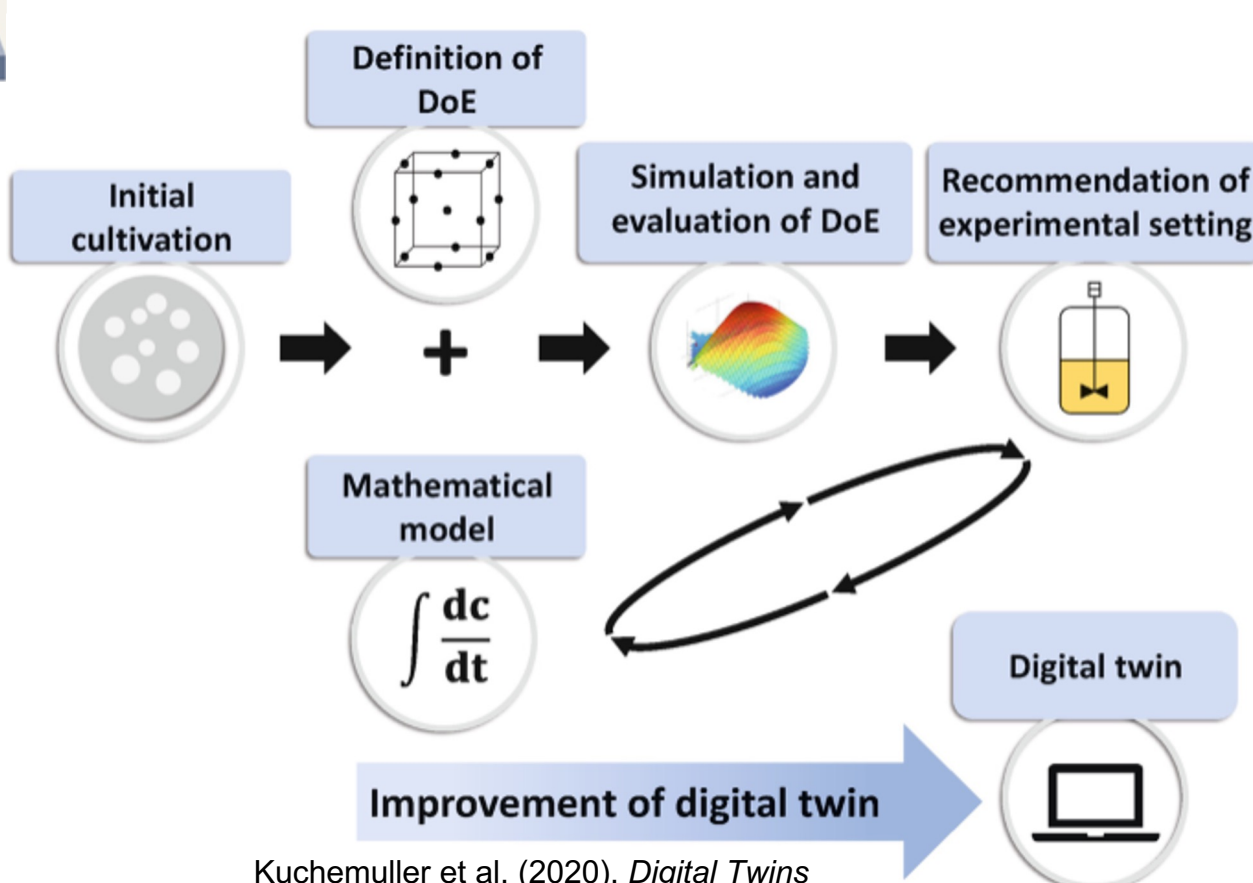 Definition of
DoE
Initial
cultivation
Simulation and
evaluation of DoE
Recommendation of
experimental setting
+
Mathematical
model
∫ dc
dt
Digital twin
Improvement of digital twin
Kuchemuller et al. (2020). Digital Twins